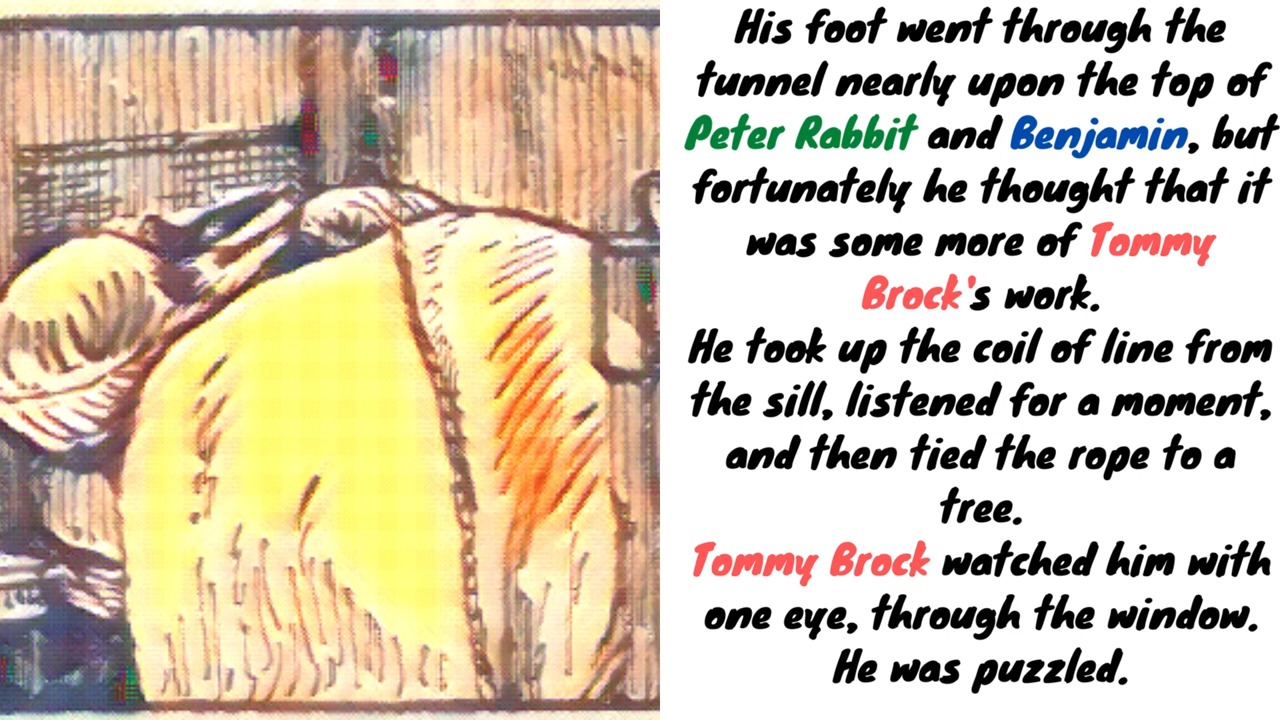 His foot went through the
tunnel nearly upon the top of
Peter Rabbit and Benjamin, but
fortunately he thought that it
was some more of Tommy
Brock's work.
He took up the coil of line from
the sill, listened for a moment,
and then tied the rope to a
tree.
Tommy Brock watched him with
one eye, through the window.
He was puzzled.